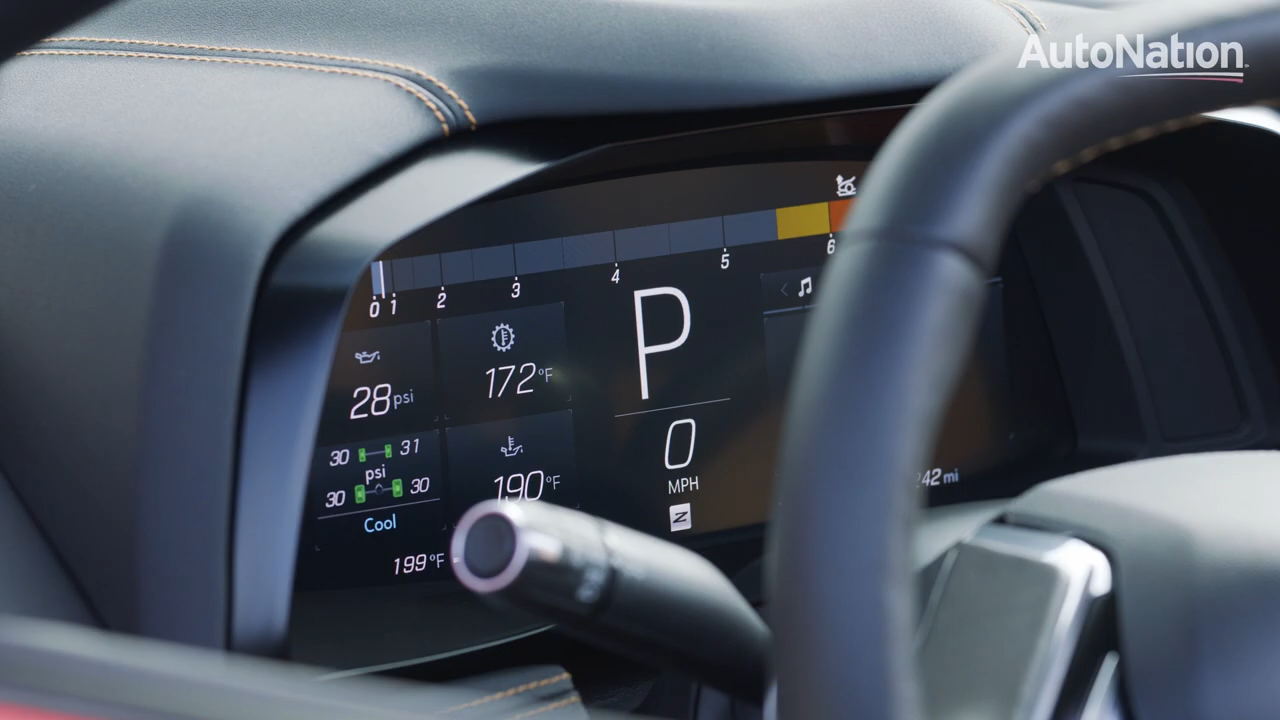 AutoNation
0 1 2 3 4 5 6
P
28 psi
172 °F
30 31
psi
30 30
Cool
190 °F
0
MPH
Z
199 °F
42 mi